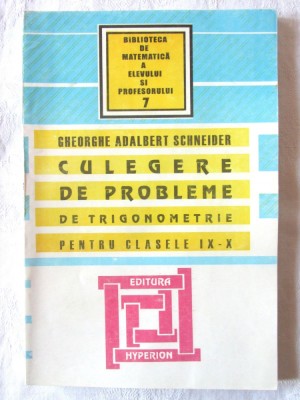 BIBLIOTECA
DE
MATEMATICĂ
A
ELEVULUI
SI
PROFESORULUI
7
GHEORGHE ADALBERT SCHNEIDER
CULEGERE
DE PROBLEME
DE TRIGONOMETRIE
PENTRU CLASELE IX-X
EDITURA
HYPERION